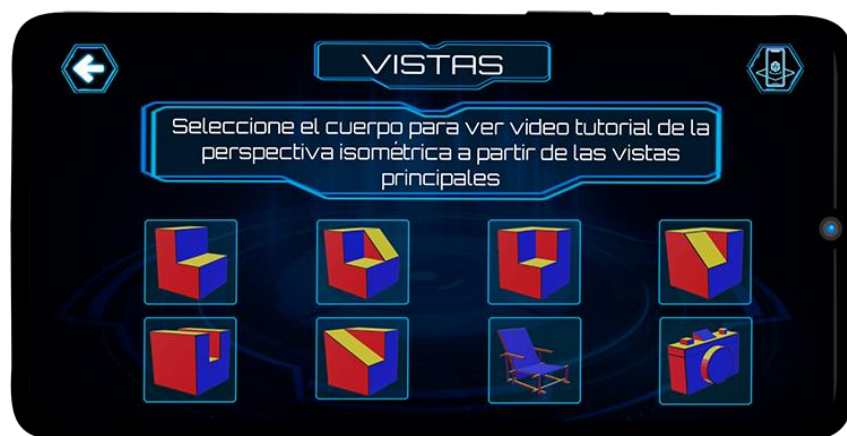 VISTAS
Seleccione el cuerpo para ver video tutorial de la
perspectiva isométrica a partir de las vistas
principales